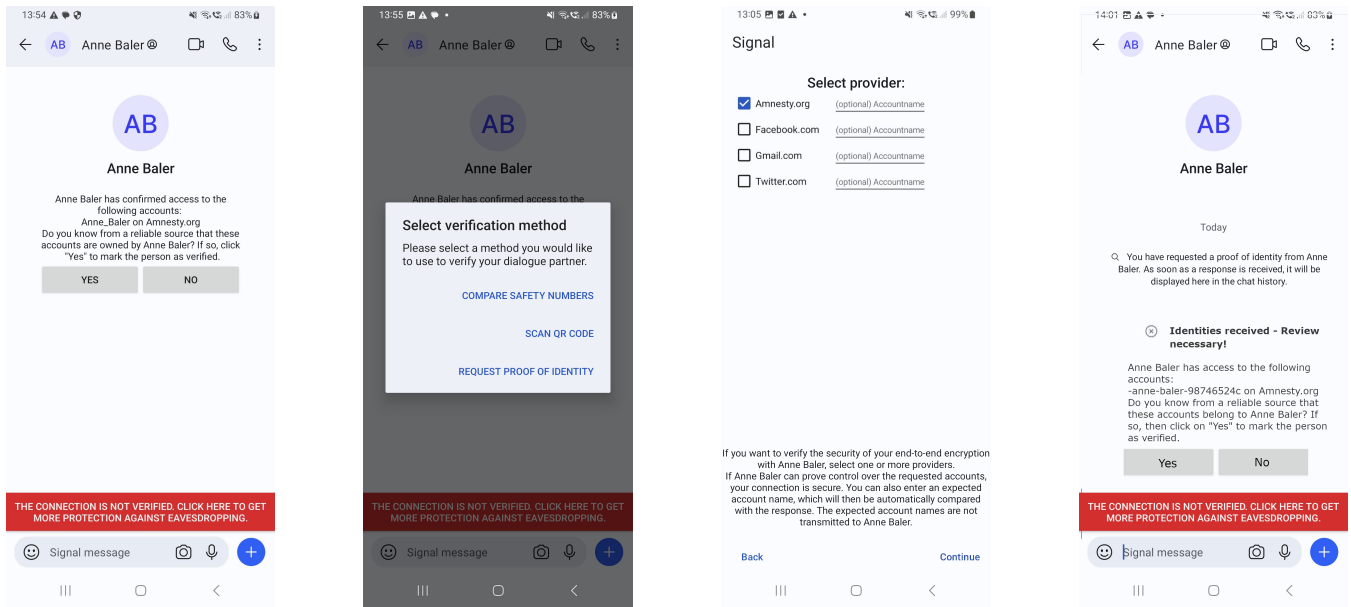 13:54
83%
AB Anne Baler
AB
Anne Baler
Anne Baler has confirmed access to the
following accounts:
Anne_Baler on Amnesty.org
Do you know from a reliable source that these
accounts are owned by Anne Baler? If so, click
"Yes" to mark the person as verified.
YES NO
THE CONNECTION IS NOT VERIFIED. CLICK HERE TO GET
MORE PROTECTION AGAINST EAVESDROPPING.
Signal message
13:55
83%
AB Anne Baler
AB
Anne Baler
Anne Baler has confirmed access to the
Select verification method
Please select a method you would like
to use to verify your dialogue partner.
COMPARE SAFETY NUMBERS
SCAN QR CODE
REQUEST PROOF OF IDENTITY
THE CONNECTION IS NOT VERIFIED. CLICK HERE TO GET
MORE PROTECTION AGAINST EAVESDROPPING.
Signal message
13:05
99%
Signal
Select provider:
Amnesty.org (optional) Accountname
Facebook.com (optional) Accountname
Gmail.com (optional) Accountname
Twitter.com (optional) Accountname
If you want to verify the security of your end-to-end encryption
with Anne Baler, select one or more providers.
If Anne Baler can prove control over the requested accounts,
your connection is secure. You can also enter an expected
account name, which will then be automatically compared
with the response. The expected account names are not
transmitted to Anne Baler.
Back Continue
14:01
83%
AB Anne Baler
AB
Anne Baler
Today
You have requested a proof of identity from Anne
Baler. As soon as a response is received, it will be
displayed here in the chat history.
Identities received - Review
necessary!
Anne Baler has access to the following
accounts:
-anne-baler-98746524c on Amnesty.org
Do you know from a reliable source that
these accounts belong to Anne Baler? If
so, then click on "Yes" to mark the person
as verified.
Yes No
THE CONNECTION IS NOT VERIFIED. CLICK HERE TO GET
MORE PROTECTION AGAINST EAVESDROPPING.
Signal message